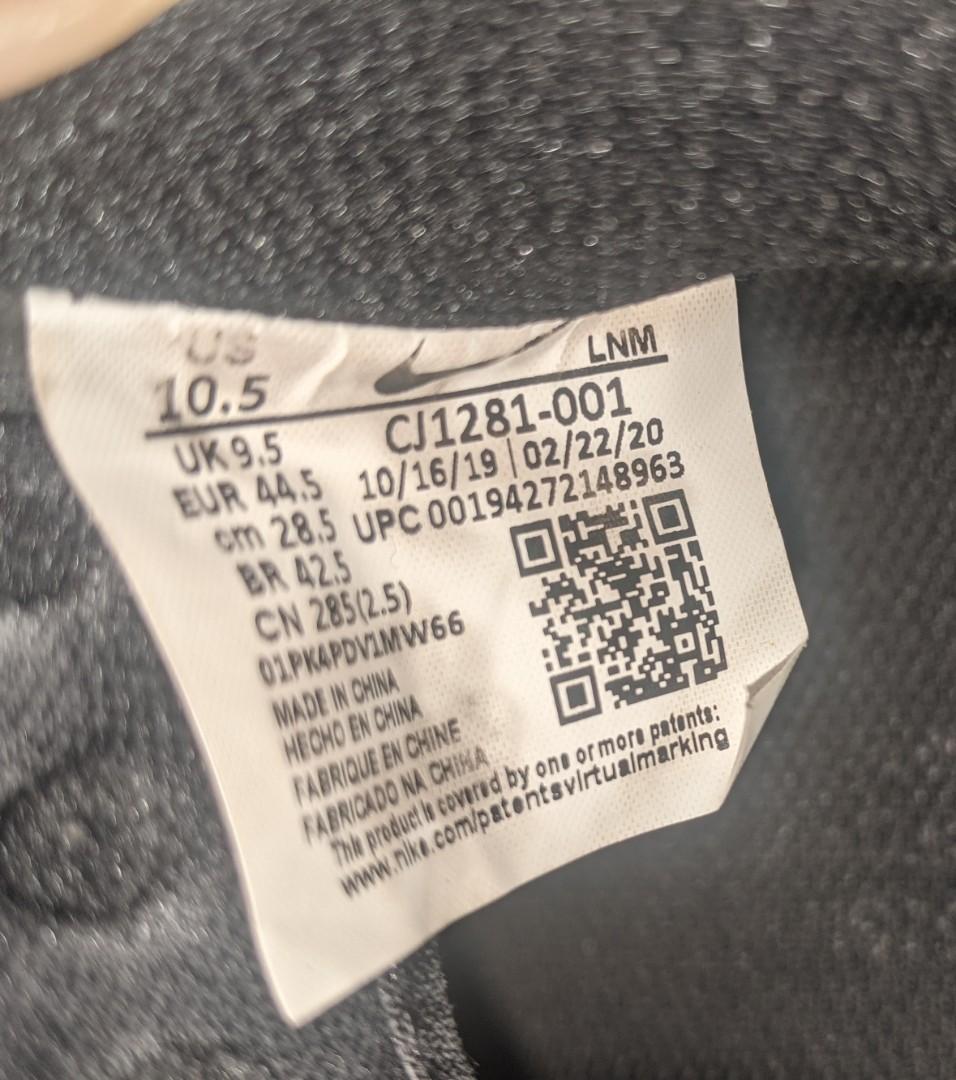 US
LNM
10.5
UK 9.5
CJ1281-001
EUR 44.5
10/16/19 | 02/22/20
cm 28.5
UPC 00194272148963
BR 42.5
CN 285(2.5)
01PK4PDV1MW66
MADE IN CHINA
HECHO EN CHINA
FABRIQUE EN CHINE
FABRICADO NA CHINA
This product is covered by one or more patents:
www.nike.com/patentsvirtualmarking